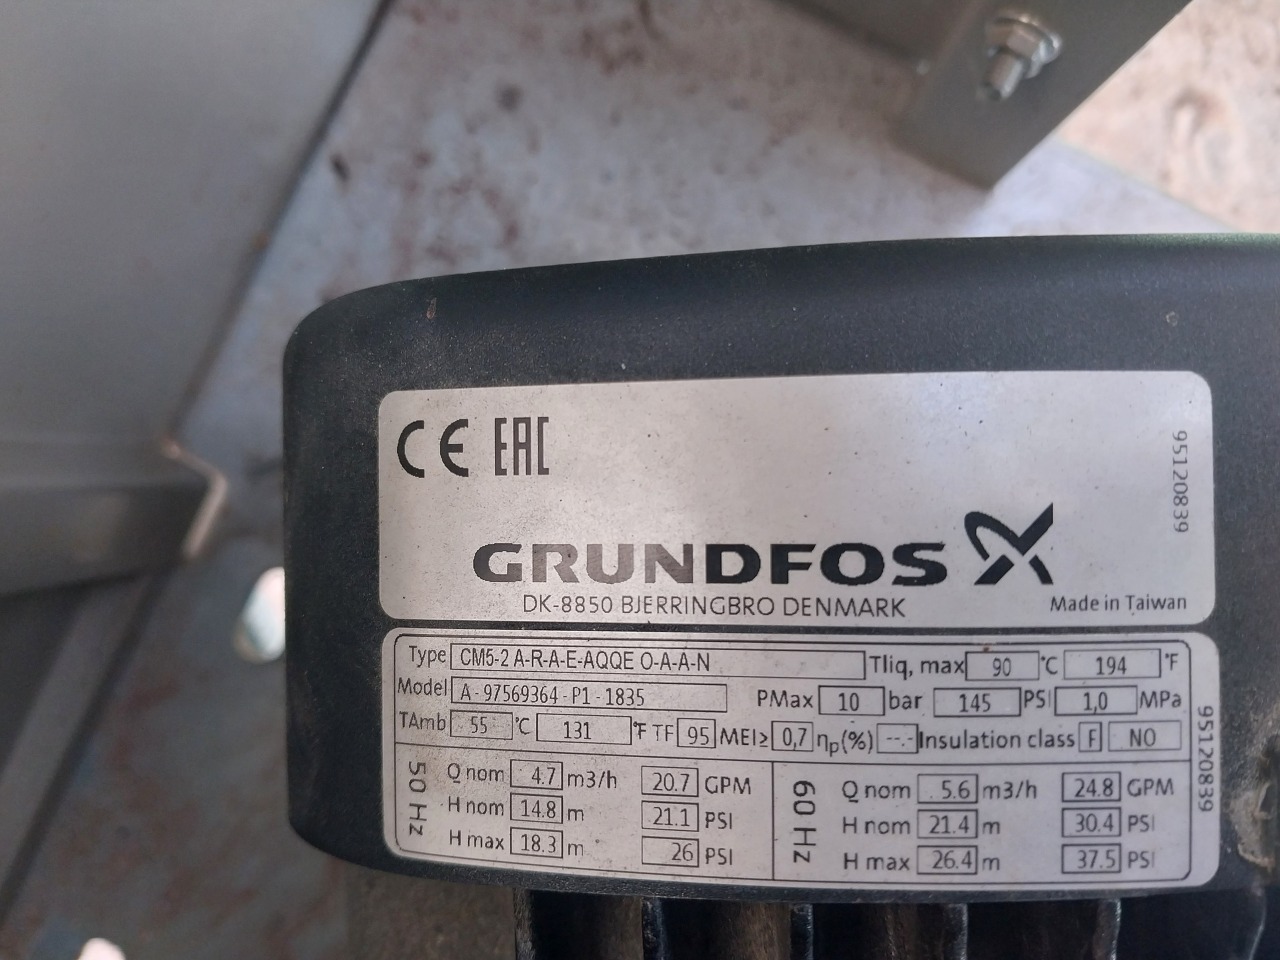 CE EAC
95120839
GRUNDFOS
DK-8850 BJERRINGBRO DENMARK
Made in Taiwan
Type CM5-2 A-R-A-E-AQQE O-A-A-N Tliq, max 90 °C 194 °F
Model A - 97569364 - P1 - 1835 PMax 10 bar 145 PSI 1,0 MPa
TAmb 55 °C 131 °F TF 95 MEI≥ 0,7 ηp(%) --.- Insulation class F NO
95120839
50 Hz
Q nom 4.7 m3/h 20.7 GPM
H nom 14.8 m 21.1 PSI
H max 18.3 m 26 PSI
60 Hz
Q nom 5.6 m3/h 24.8 GPM
H nom 21.4 m 30.4 PSI
H max 26.4 m 37.5 PSI